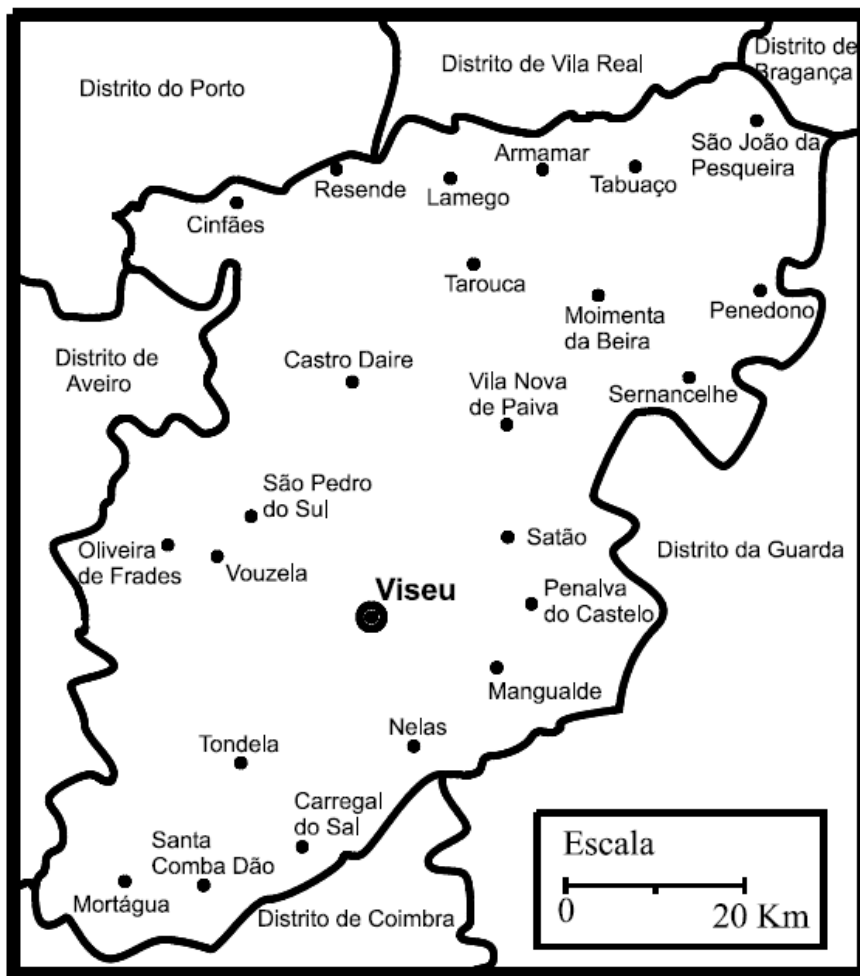 Distrito do Porto
Distrito de Vila Real
Distrito de
Bragança
São João da
Pesqueira
Armamar
Resende
Lamego
Tabuaço
Cinfães
Tarouca
Moimenta
da Beira
Penedono
Distrito de
Aveiro
Castro Daire
Vila Nova
de Paiva
Sernancelhe
São Pedro
do Sul
Oliveira
de Frades
Vouzela
Satão
Distrito da Guarda
Viseu
Penalva
do Castelo
Mangualde
Nelas
Tondela
Carregal
do Sal
Santa
Comba Dão
Mortágua
Distrito de Coimbra
Escala
0 20 Km